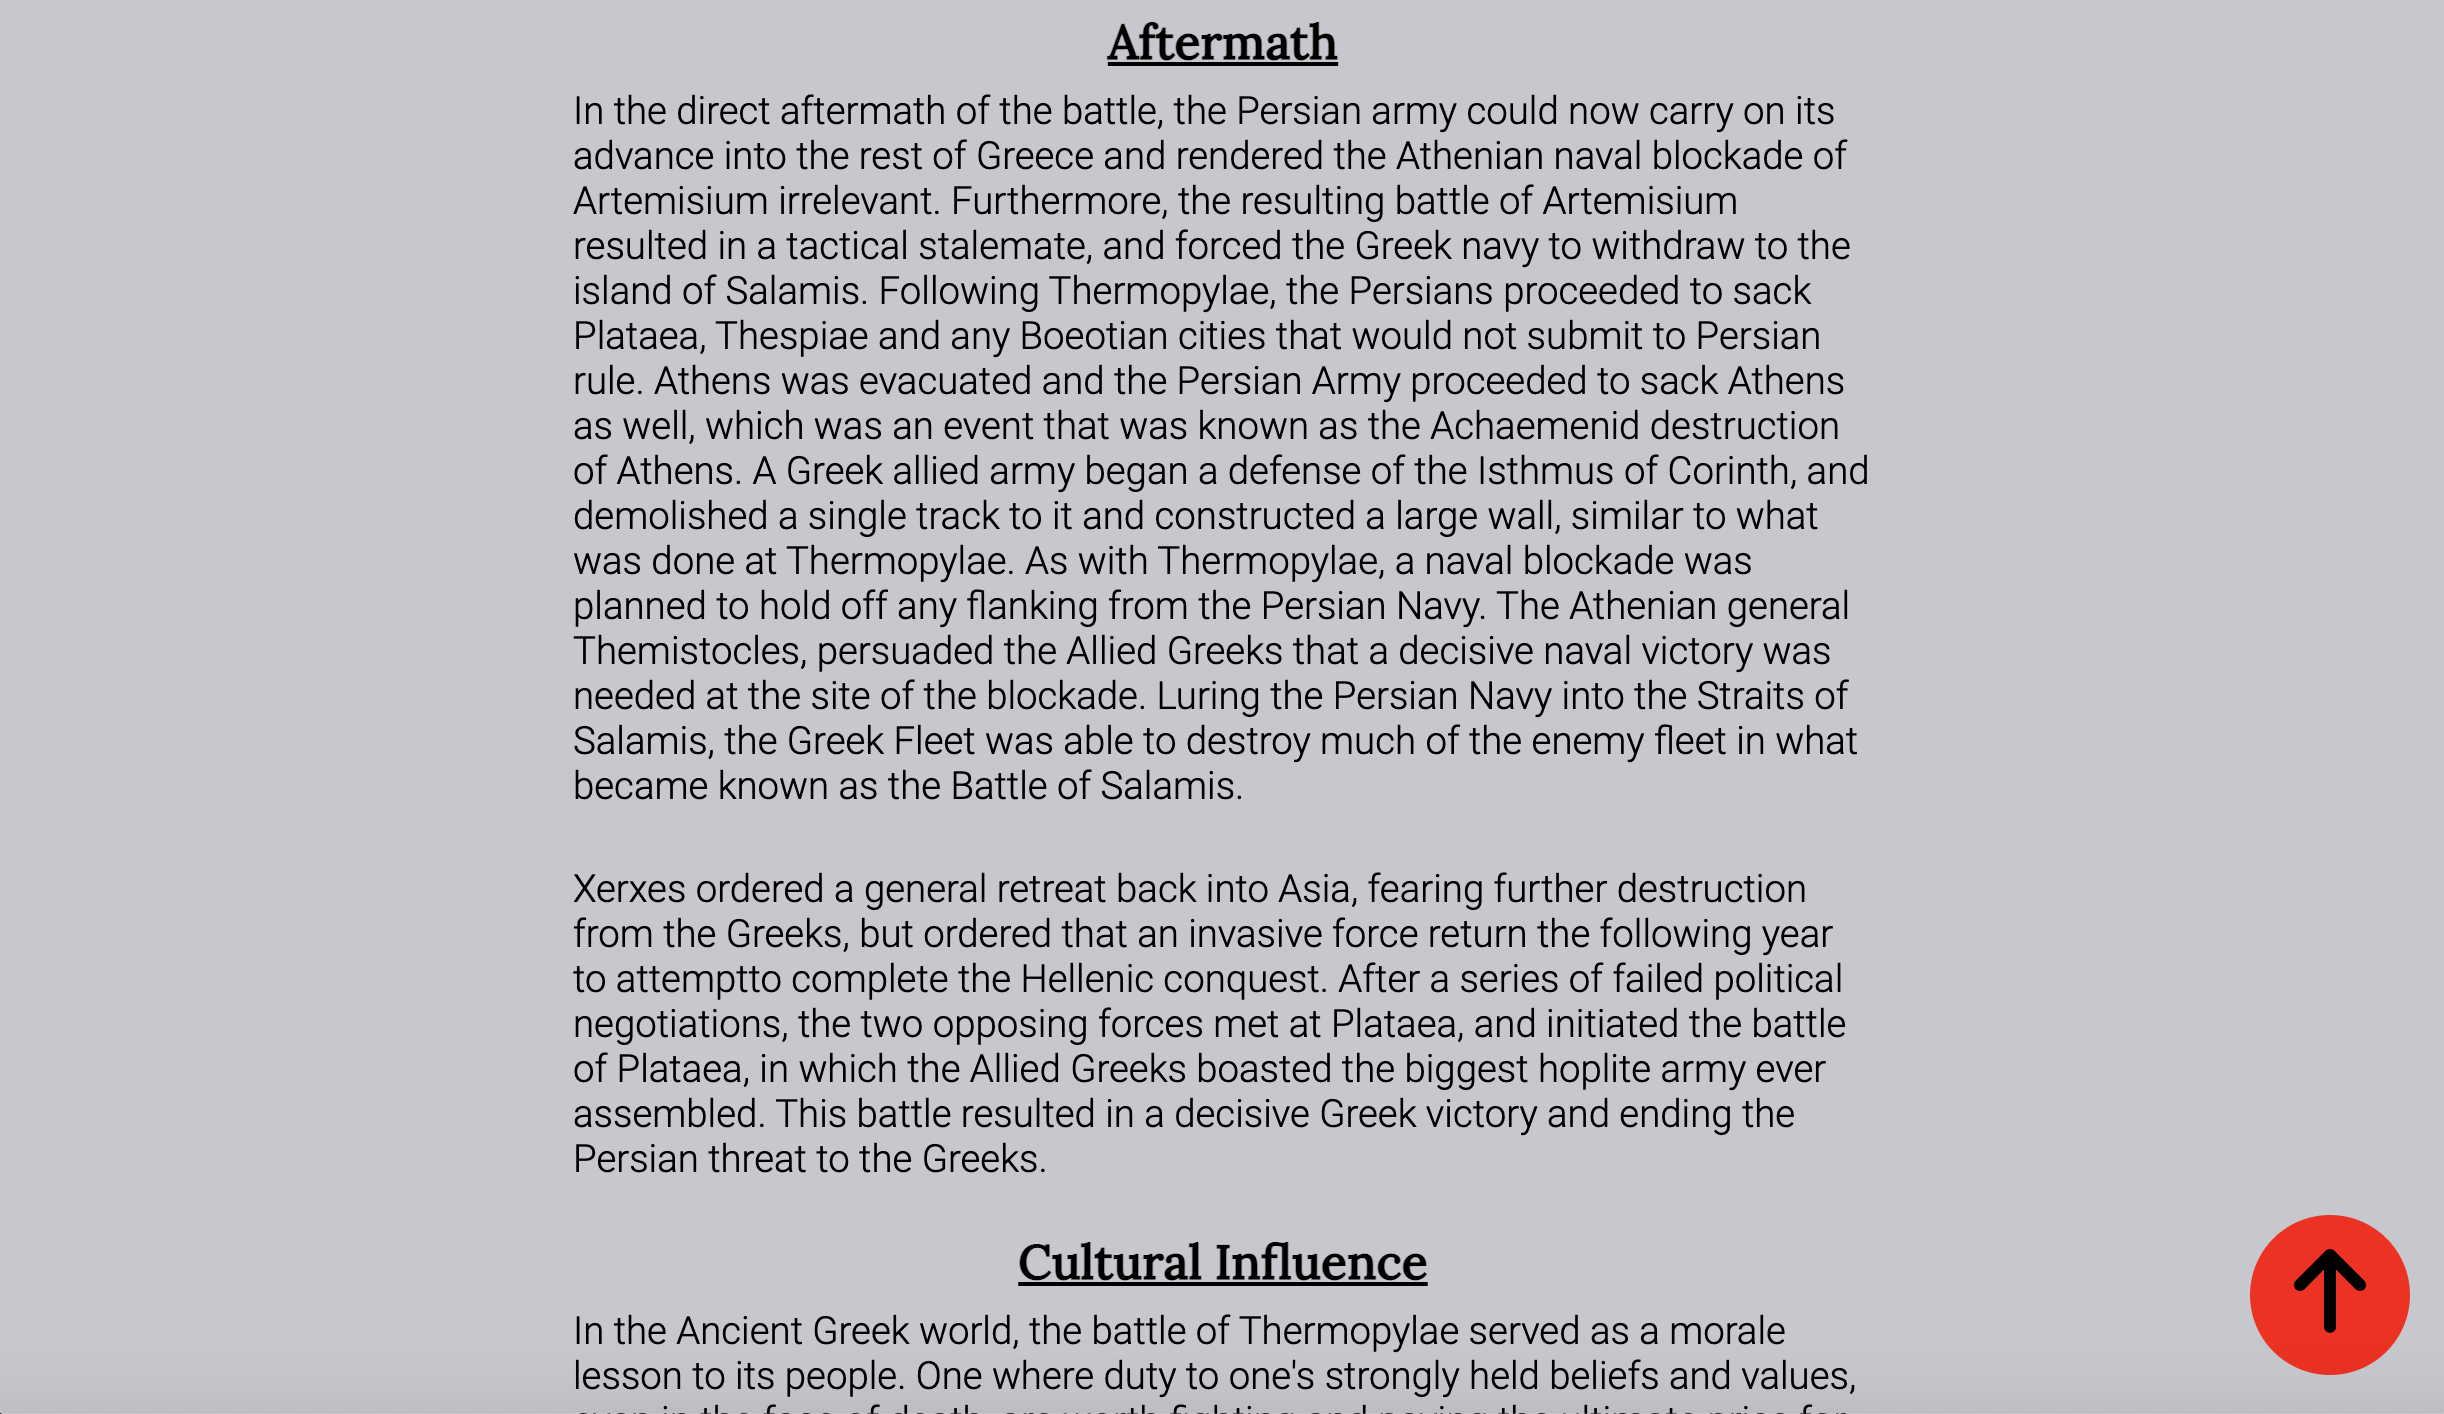 Aftermath
In the direct aftermath of the battle, the Persian army could now carry on its
advance into the rest of Greece and rendered the Athenian naval blockade of
Artemisium irrelevant. Furthermore, the resulting battle of Artemisium
resulted in a tactical stalemate, and forced the Greek navy to withdraw to the
island of Salamis. Following Thermopylae, the Persians proceeded to sack
Plataea, Thespiae and any Boeotian cities that would not submit to Persian
rule. Athens was evacuated and the Persian Army proceeded to sack Athens
as well, which was an event that was known as the Achaemenid destruction
of Athens. A Greek allied army began a defense of the Isthmus of Corinth, and
demolished a single track to it and constructed a large wall, similar to what
was done at Thermopylae. As with Thermopylae, a naval blockade was
planned to hold off any flanking from the Persian Navy. The Athenian general
Themistocles, persuaded the Allied Greeks that a decisive naval victory was
needed at the site of the blockade. Luring the Persian Navy into the Straits of
Salamis, the Greek Fleet was able to destroy much of the enemy fleet in what
became known as the Battle of Salamis.
Xerxes ordered a general retreat back into Asia, fearing further destruction
from the Greeks, but ordered that an invasive force return the following year
to attemptto complete the Hellenic conquest. After a series of failed political
negotiations, the two opposing forces met at Plataea, and initiated the battle
of Plataea, in which the Allied Greeks boasted the biggest hoplite army ever
assembled. This battle resulted in a decisive Greek victory and ending the
Persian threat to the Greeks.
Cultural Influence
In the Ancient Greek world, the battle of Thermopylae served as a morale
lesson to its people. One where duty to one's strongly held beliefs and values,
even in the face of death, are worth fighting and paying the ultimate price for